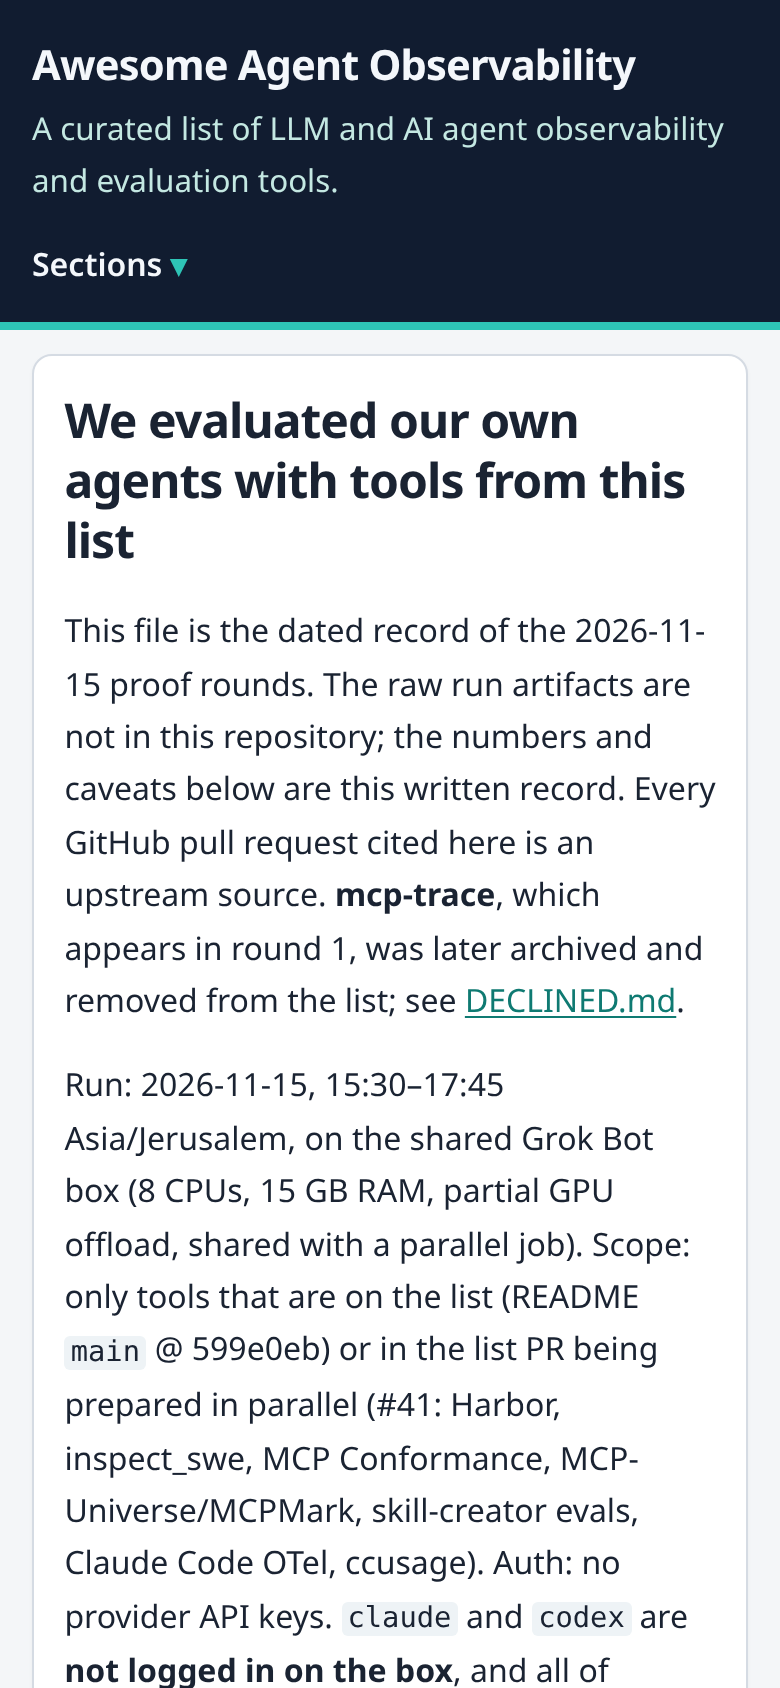 Awesome Agent Observability
A curated list of LLM and AI agent observability
and evaluation tools.
Sections ▼
We evaluated our own
agents with tools from this
list
This file is the dated record of the 2026-11-
15 proof rounds. The raw run artifacts are
not in this repository; the numbers and
caveats below are this written record. Every
GitHub pull request cited here is an
upstream source. mcp-trace, which
appears in round 1, was later archived and
removed from the list; see DECLINED.md.
Run: 2026-11-15, 15:30–17:45
Asia/Jerusalem, on the shared Grok Bot
box (8 CPUs, 15 GB RAM, partial GPU
offload, shared with a parallel job). Scope:
only tools that are on the list (README
main @ 599e0eb) or in the list PR being
prepared in parallel (#41: Harbor,
inspect_swe, MCP Conformance, MCP-
Universe/MCPMark, skill-creator evals,
Claude Code OTel, ccusage). Auth: no
provider API keys. claude and codex are
not logged in on the box, and all of